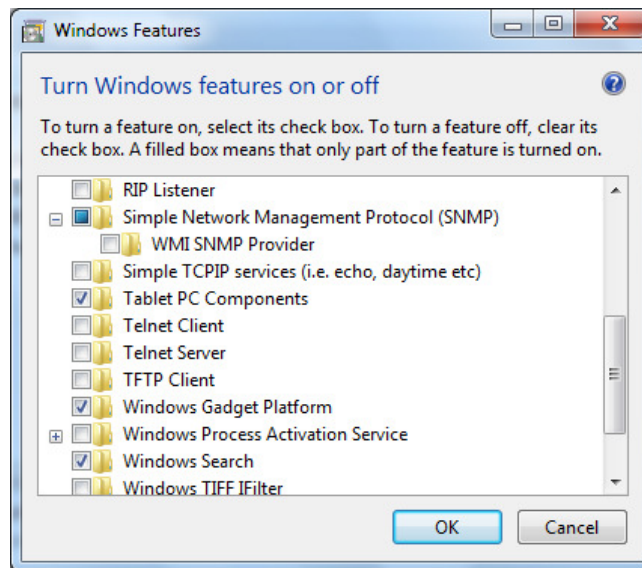 Windows Features
Turn Windows features on or off
To turn a feature on, select its check box. To turn a feature off, clear its
check box. A filled box means that only part of the feature is turned on.
RIP Listener
Simple Network Management Protocol (SNMP)
WMI SNMP Provider
Simple TCPIP services (i.e. echo, daytime etc)
Tablet PC Components
Telnet Client
Telnet Server
TFTP Client
Windows Gadget Platform
Windows Process Activation Service
Windows Search
Windows TIFF IFilter
OK Cancel